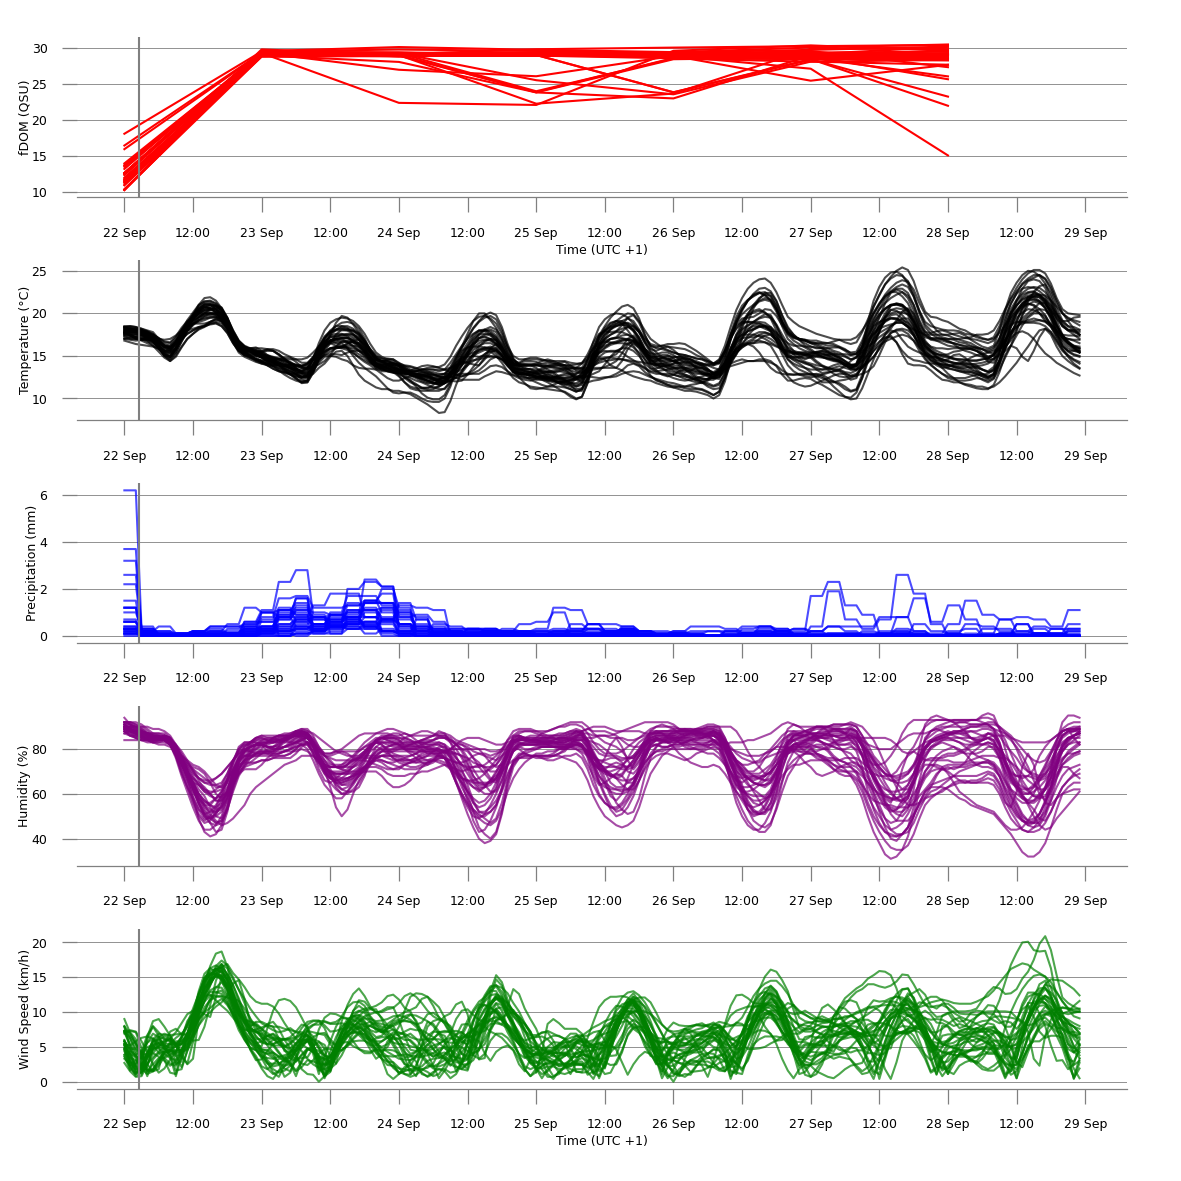 fDOM (QSU)
30
25
20
15
10
22 Sep 12:00 23 Sep 12:00 24 Sep 12:00 25 Sep 12:00 26 Sep 12:00 27 Sep 12:00 28 Sep 12:00 29 Sep
Time (UTC +1)
Temperature (°C)
25
20
15
10
22 Sep 12:00 23 Sep 12:00 24 Sep 12:00 25 Sep 12:00 26 Sep 12:00 27 Sep 12:00 28 Sep 12:00 29 Sep
Precipitation (mm)
6
4
2
0
22 Sep 12:00 23 Sep 12:00 24 Sep 12:00 25 Sep 12:00 26 Sep 12:00 27 Sep 12:00 28 Sep 12:00 29 Sep
Humidity (%)
80
60
40
22 Sep 12:00 23 Sep 12:00 24 Sep 12:00 25 Sep 12:00 26 Sep 12:00 27 Sep 12:00 28 Sep 12:00 29 Sep
Wind Speed (km/h)
20
15
10
5
0
22 Sep 12:00 23 Sep 12:00 24 Sep 12:00 25 Sep 12:00 26 Sep 12:00 27 Sep 12:00 28 Sep 12:00 29 Sep
Time (UTC +1)